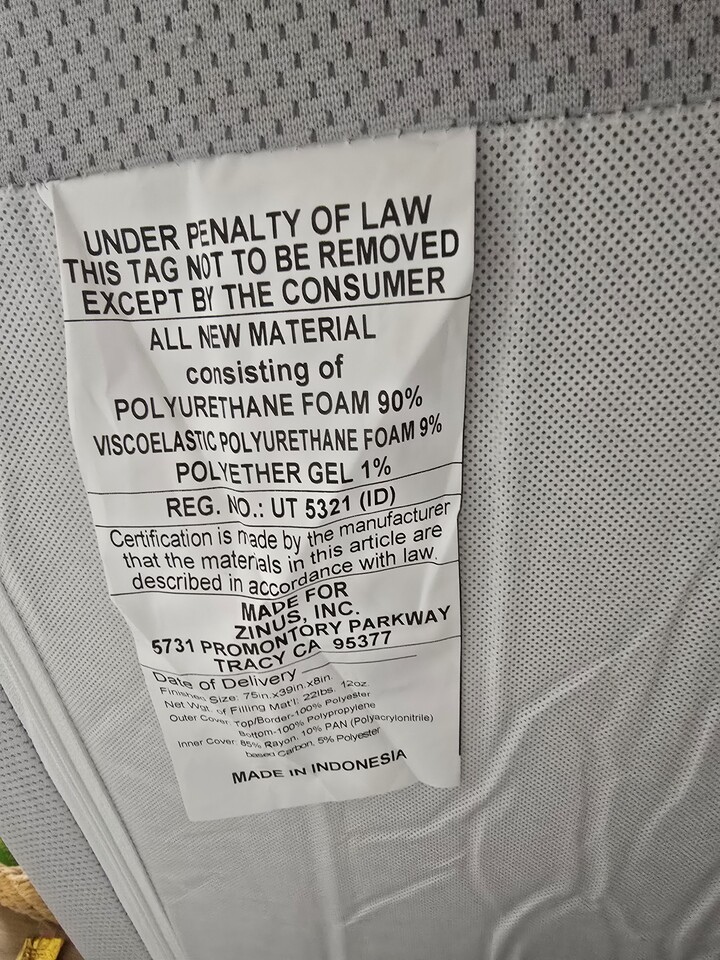 UNDER PENALTY OF LAW
THIS TAG NOT TO BE REMOVED
EXCEPT BY THE CONSUMER
ALL NEW MATERIAL
consisting of
POLYURETHANE FOAM 90%
VISCOELASTIC POLYURETHANE FOAM 9%
POLYETHER GEL 1%
REG. NO.: UT 5321 (ID)
Certification is made by the manufacturer
that the materials in this article are
described in accordance with law.
MADE FOR
ZINUS, INC.
5731 PROMONTORY PARKWAY
TRACY CA 95377
Date of Delivery
Finished Size: 75in.x39in.x8in.
Net Wgt. of Filling Mat'l: 22lbs. 12oz.
Outer Cover: Top/Border-100% Polyester
Bottom-100% Polypropylene
Inner Cover: 85% Rayon, 10% PAN (Polyacrylonitrile)
based Carbon, 5% Polyester
MADE IN INDONESIA